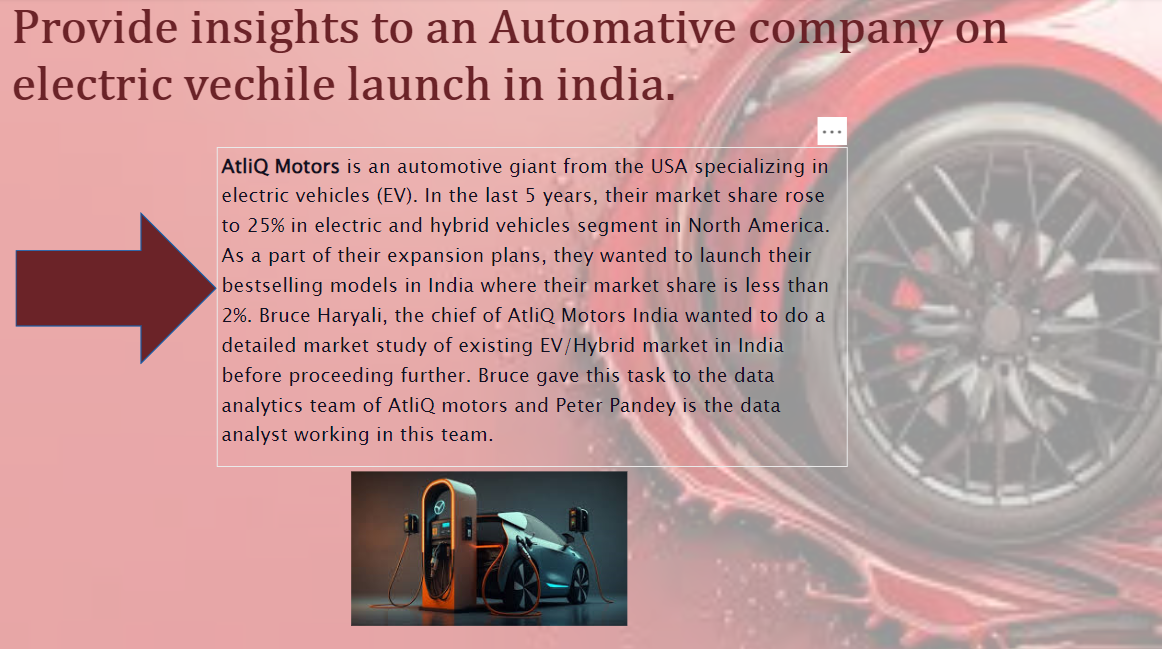 Provide insights to an Automative company on
electric vechile launch in india.
AtliQ Motors is an automotive giant from the USA specializing in
electric vehicles (EV). In the last 5 years, their market share rose
to 25% in electric and hybrid vehicles segment in North America.
As a part of their expansion plans, they wanted to launch their
bestselling models in India where their market share is less than
2%. Bruce Haryali, the chief of AtliQ Motors India wanted to do a
detailed market study of existing EV/Hybrid market in India
before proceeding further. Bruce gave this task to the data
analytics team of AtliQ motors and Peter Pandey is the data
analyst working in this team.